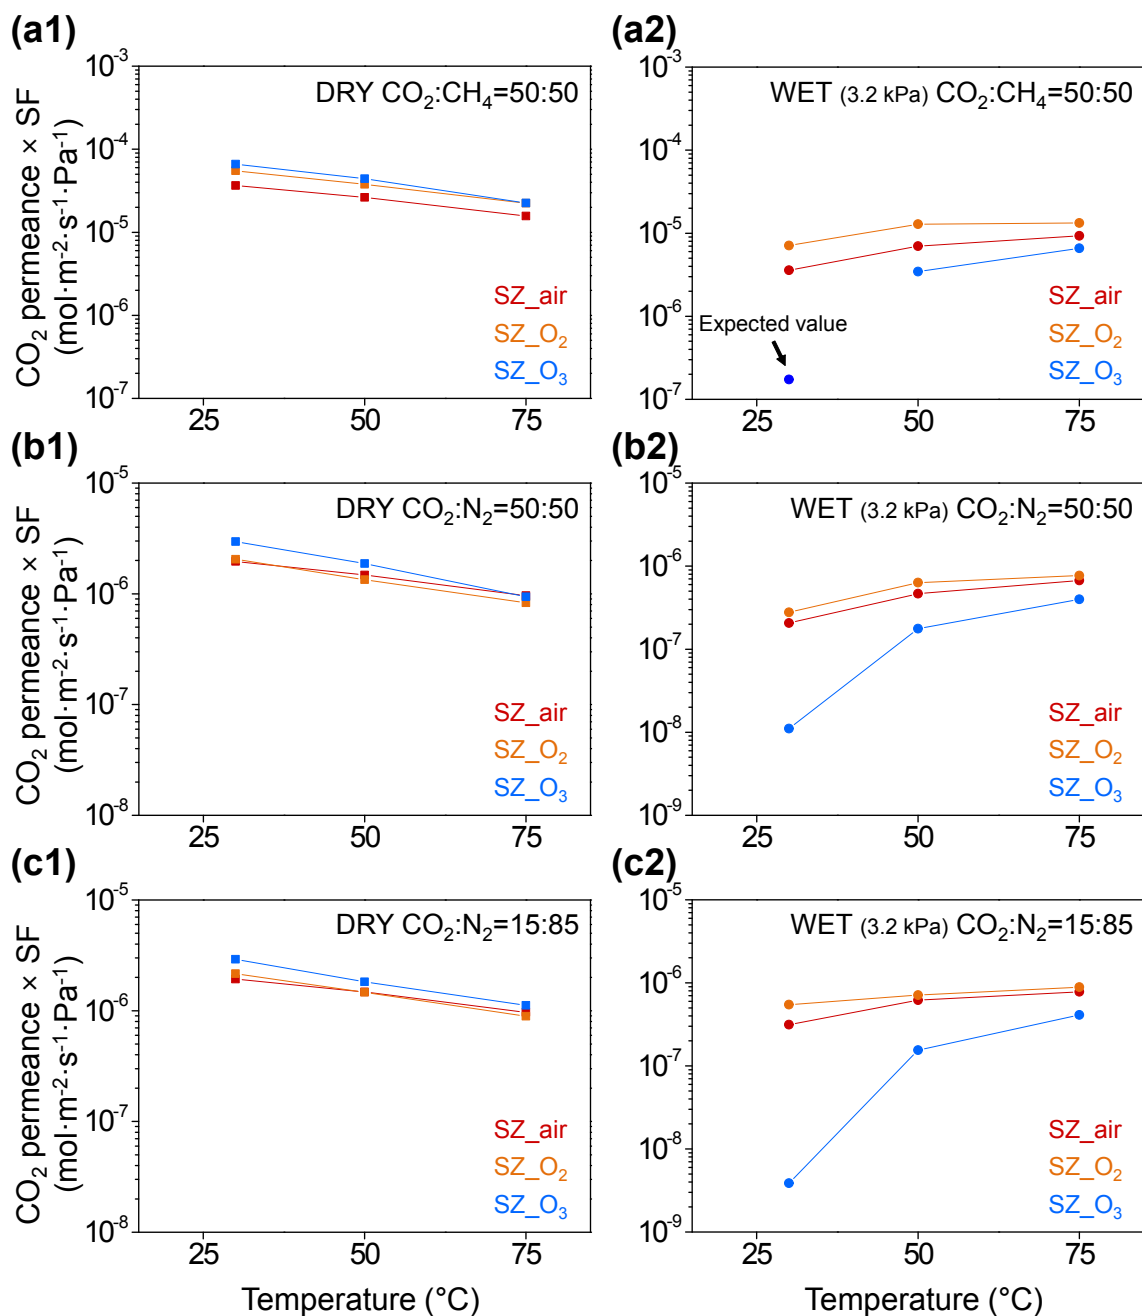 (a1)
CO₂ permeance × SF
(mol·m⁻²·s⁻¹·Pa⁻¹)
10⁻³
10⁻⁴
10⁻⁵
10⁻⁶
10⁻⁷
DRY CO₂:CH₄=50:50
SZ_air
SZ_O₂
SZ_O₃
25 50 75
(a2)
10⁻³
10⁻⁴
10⁻⁵
10⁻⁶
10⁻⁷
WET (3.2 kPa) CO₂:CH₄=50:50
SZ_air
Expected value
SZ_O₂
SZ_O₃
25 50 75
(b1)
CO₂ permeance × SF
(mol·m⁻²·s⁻¹·Pa⁻¹)
10⁻⁵
10⁻⁶
10⁻⁷
10⁻⁸
DRY CO₂:N₂=50:50
SZ_air
SZ_O₂
SZ_O₃
25 50 75
(b2)
10⁻⁵
10⁻⁶
10⁻⁷
10⁻⁸
10⁻⁹
WET (3.2 kPa) CO₂:N₂=50:50
SZ_air
SZ_O₂
SZ_O₃
25 50 75
(c1)
CO₂ permeance × SF
(mol·m⁻²·s⁻¹·Pa⁻¹)
10⁻⁵
10⁻⁶
10⁻⁷
10⁻⁸
DRY CO₂:N₂=15:85
SZ_air
SZ_O₂
SZ_O₃
25 50 75
Temperature (°C)
(c2)
10⁻⁵
10⁻⁶
10⁻⁷
10⁻⁸
10⁻⁹
WET (3.2 kPa) CO₂:N₂=15:85
SZ_air
SZ_O₂
SZ_O₃
25 50 75
Temperature (°C)